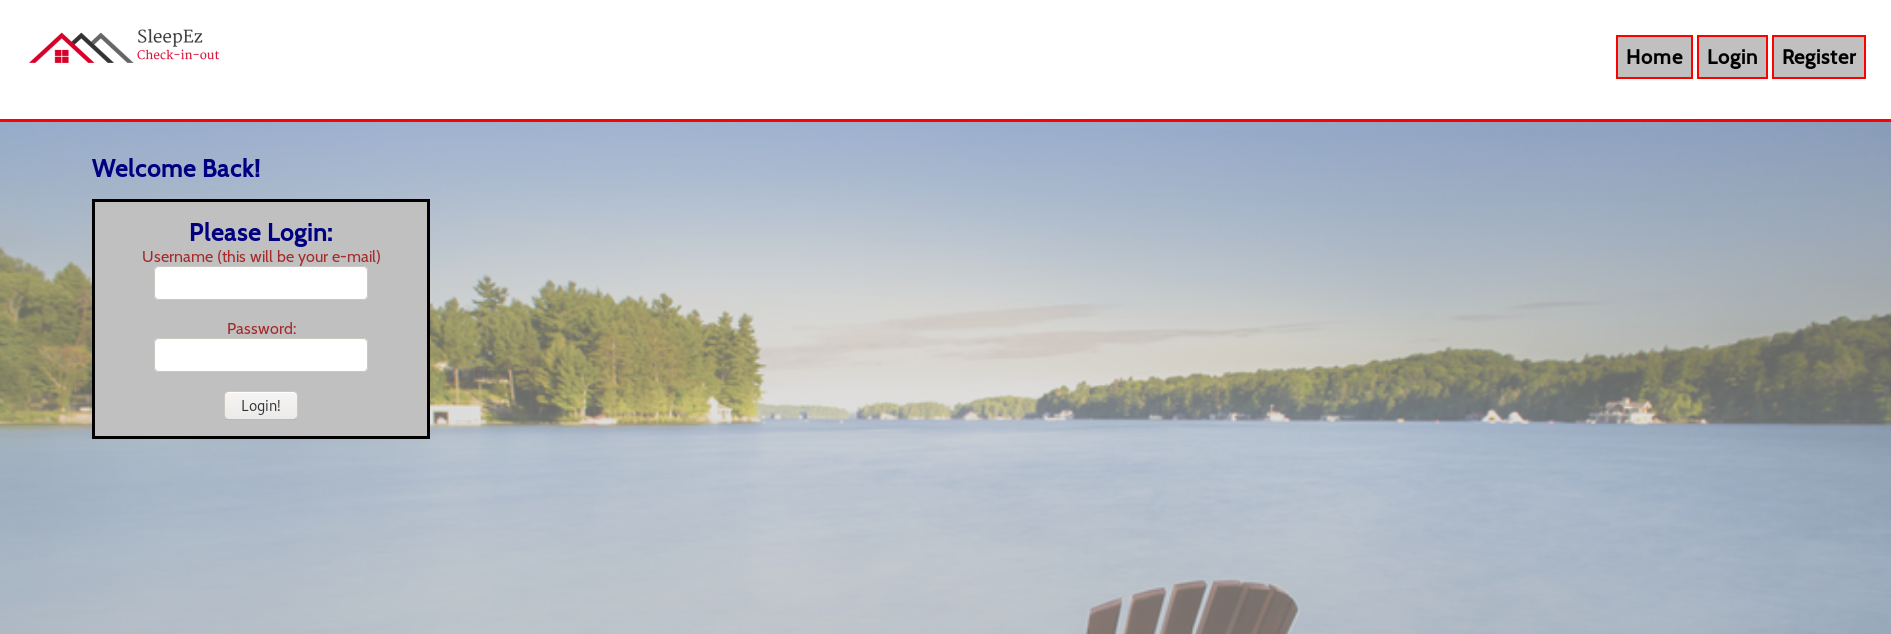 SleepEz
Check-in-out
Home Login Register
Welcome Back!
Please Login:
Username (this will be your e-mail)
Password:
Login!